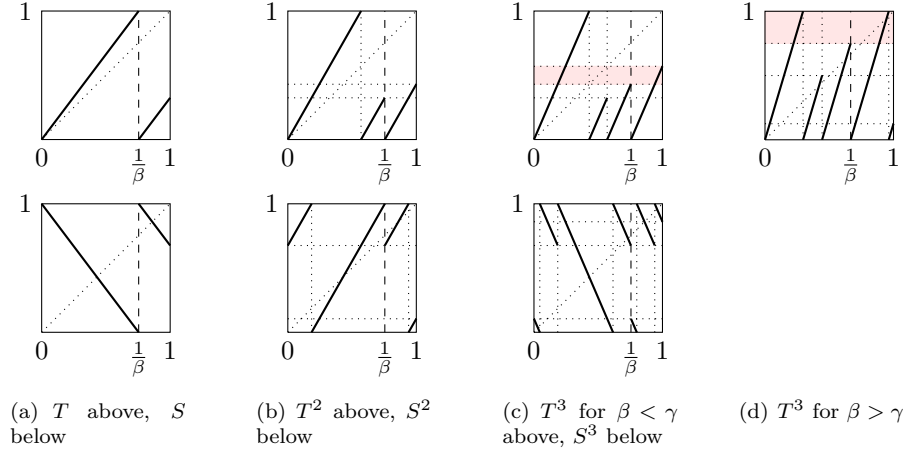 1 1 1 1
0 1/β 1 0 1/β 1 0 1/β 1 0 1/β 1
1 1 1
0 1/β 1 0 1/β 1 0 1/β 1
(a) T above, S below
(b) T² above, S² below
(c) T³ for β < γ above, S³ below
(d) T³ for β > γ